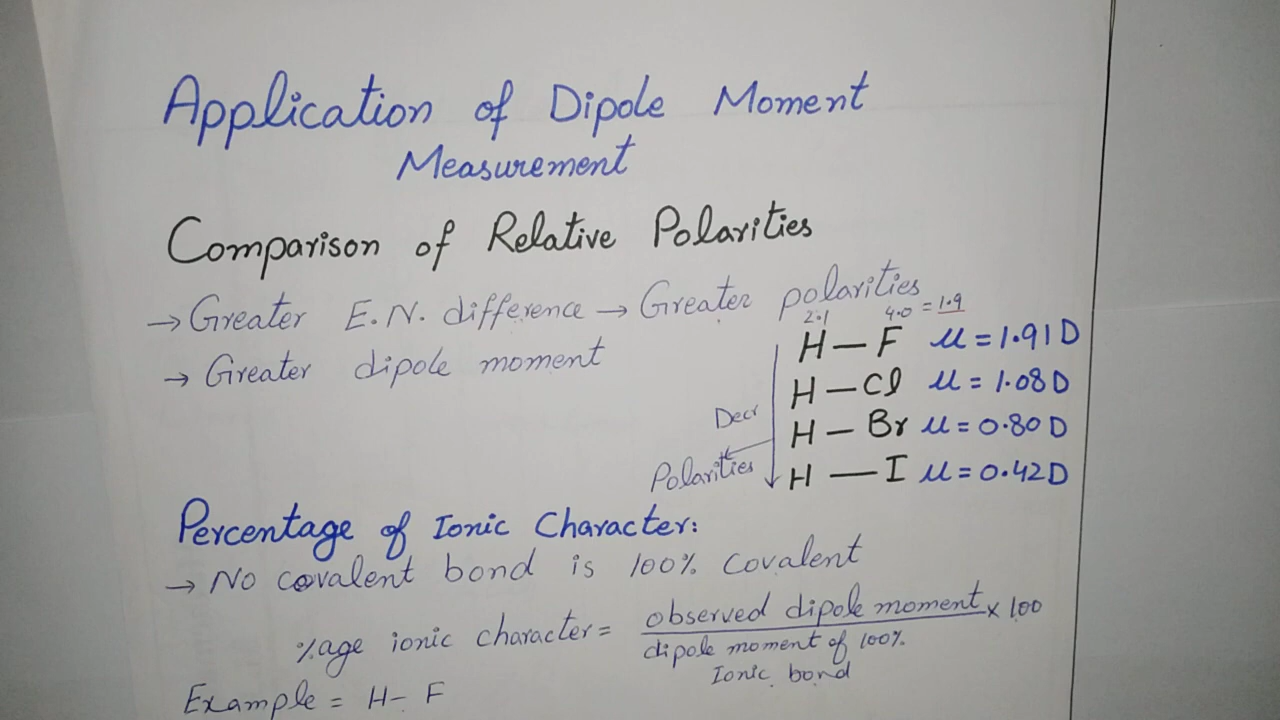 Application of Dipole Moment
Measurement
Comparison of Relative Polarities
→ Greater E.N. difference → Greater polarities
→ Greater dipole moment
2.1 4.0 = 1.9
H — F μ = 1.91 D
H — Cl μ = 1.08 D
H — Br μ = 0.80 D
H — I μ = 0.42 D
Decr
Polarities
Percentage of Ionic Character:
→ No covalent bond is 100% covalent
%age ionic character = observed dipole moment × 100
dipole moment of 100%
Ionic bond
Example = H – F